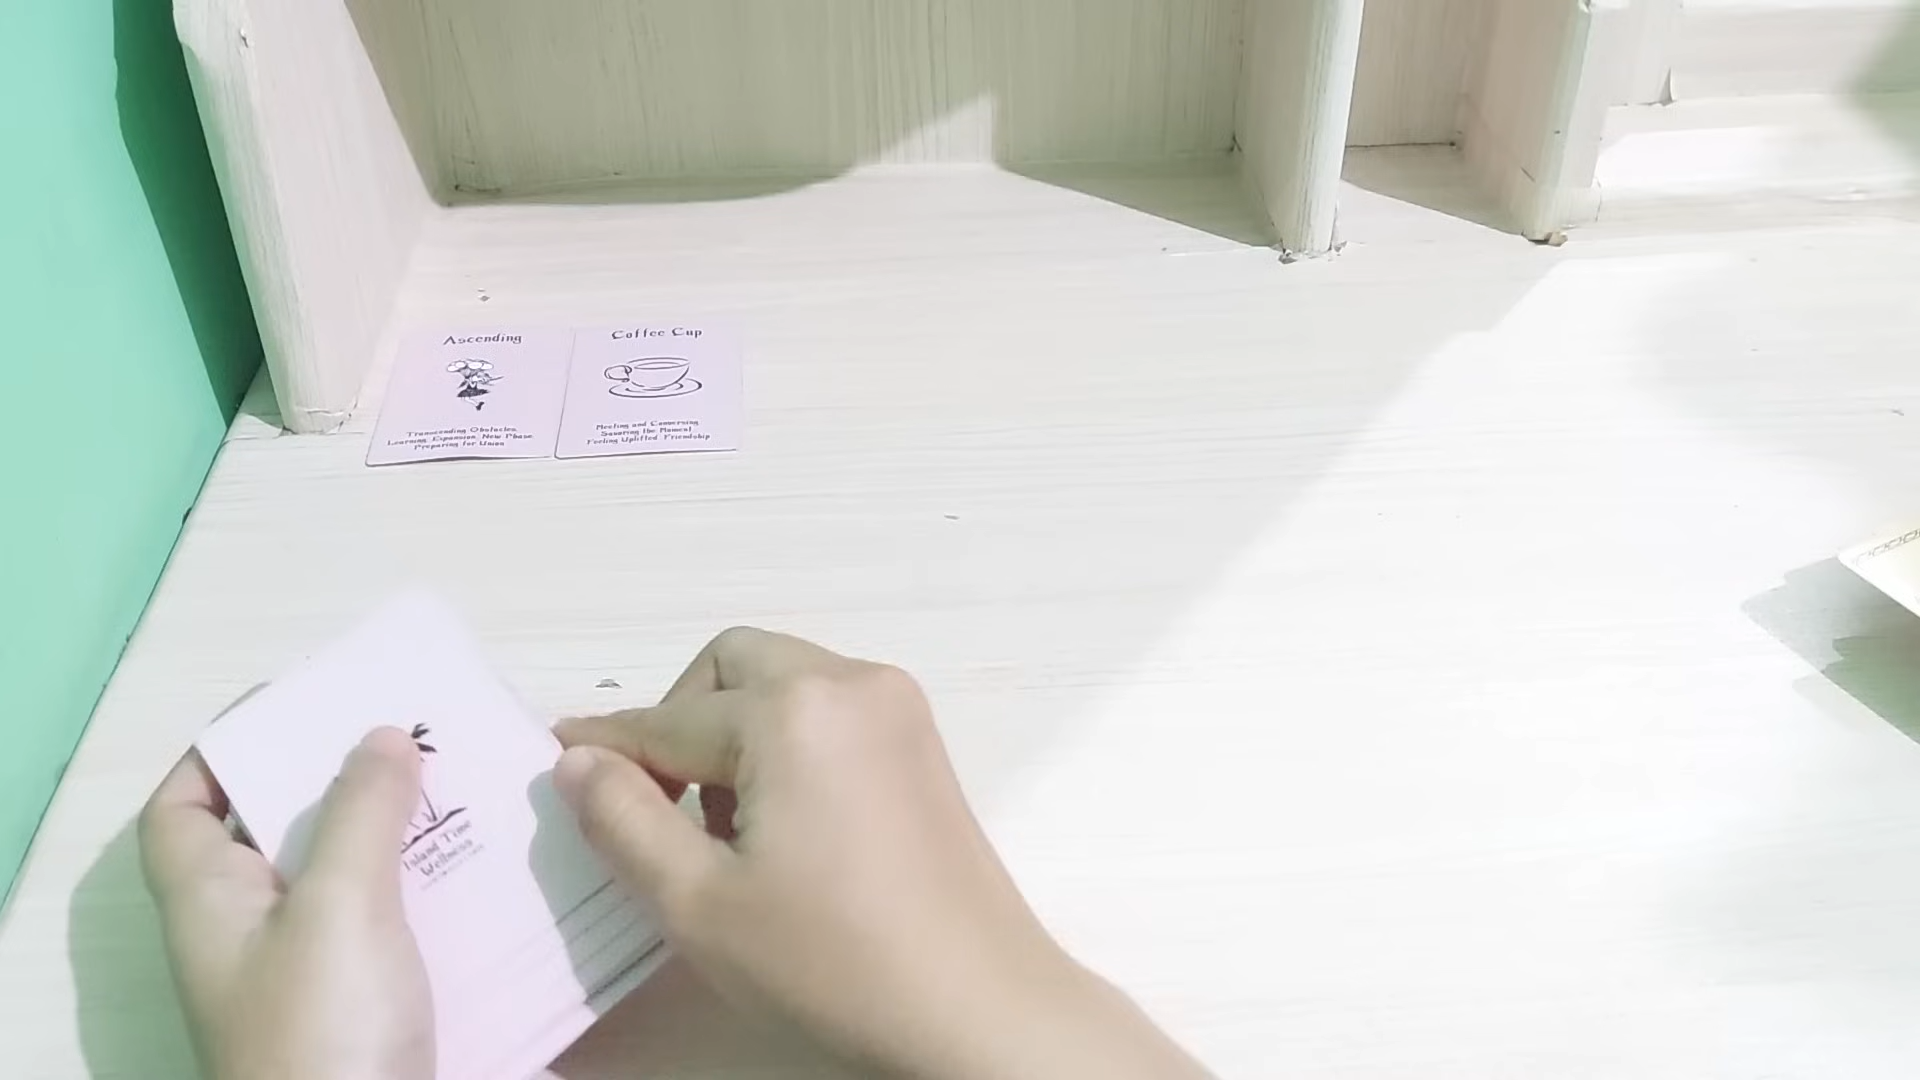 Ascending
Transcending Obstacles
Learning Expansion New Phase
Preparing for Union
Coffee Cup
Meeting and Conversing
Savoring the Moment
Feeling Uplifted Friendship
Island Time
Wellness